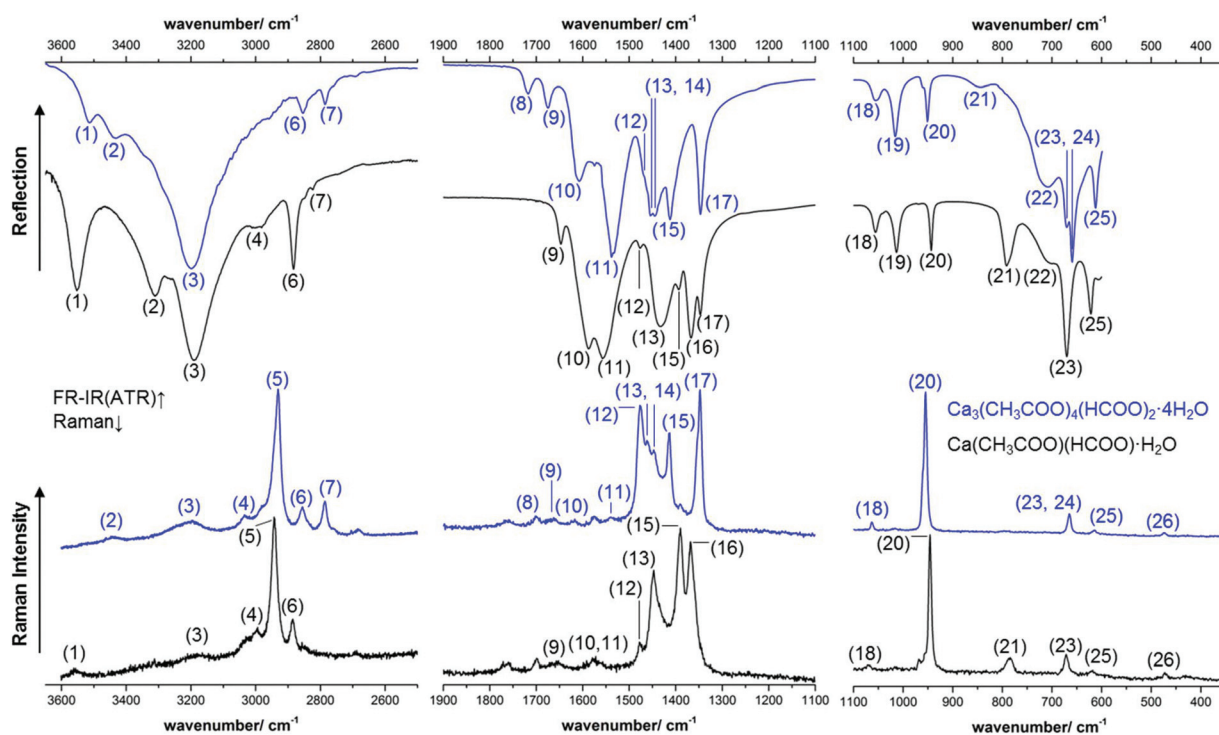 wavenumber/ cm⁻¹
wavenumber/ cm⁻¹
wavenumber/ cm⁻¹
3600 3400 3200 3000 2800 2600
1900 1800 1700 1600 1500 1400 1300 1200 1100
1100 1000 900 800 700 600 500 400
Reflection
(1) (2) (3) (6) (7)
(1) (2) (3) (4) (6) (7)
(8) (9) (10) (11) (12) (13, 14) (15) (17)
(9) (10) (11) (12) (13) (15) (16) (17)
(18) (19) (20) (21) (22) (23, 24) (25)
(18) (19) (20) (21) (22) (23) (25)
FR-IR(ATR)↑
Raman↓
Ca₃(CH₃COO)₄(HCOO)₂·4H₂O
Ca(CH₃COO)(HCOO)·H₂O
Raman Intensity
(2) (3) (4) (5) (6) (7)
(1) (3) (4) (5) (6)
(8) (9) (10) (11) (12) (13, 14) (15) (17)
(9) (10, 11) (12) (13) (15) (16)
(18) (20) (23, 24) (25) (26)
(18) (20) (21) (23) (25) (26)
3600 3400 3200 3000 2800 2600
1900 1800 1700 1600 1500 1400 1300 1200 1100
1100 1000 900 800 700 600 500 400
wavenumber/ cm⁻¹
wavenumber/ cm⁻¹
wavenumber/ cm⁻¹